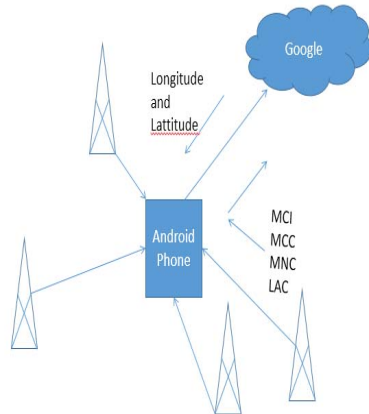 Google
Longitude
and
Lattitude
MCI
MCC
MNC
LAC
Android
Phone